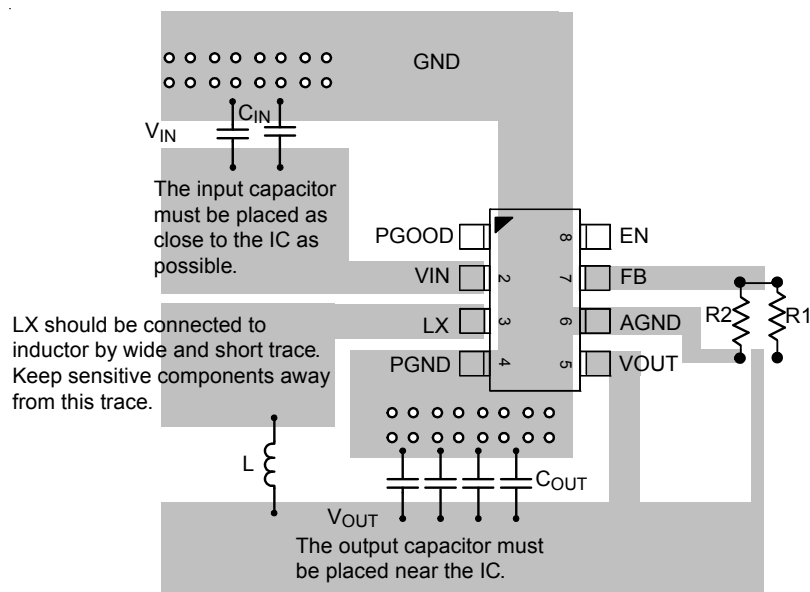 GND
CIN
VIN
The input capacitor
must be placed as
close to the IC as
possible.
PGOOD
8
EN
VIN
2
7
FB
LX should be connected to
inductor by wide and short trace.
Keep sensitive components away
from this trace.
LX
3
6
AGND
R2
R1
PGND
4
5
VOUT
L
COUT
VOUT
The output capacitor must
be placed near the IC.